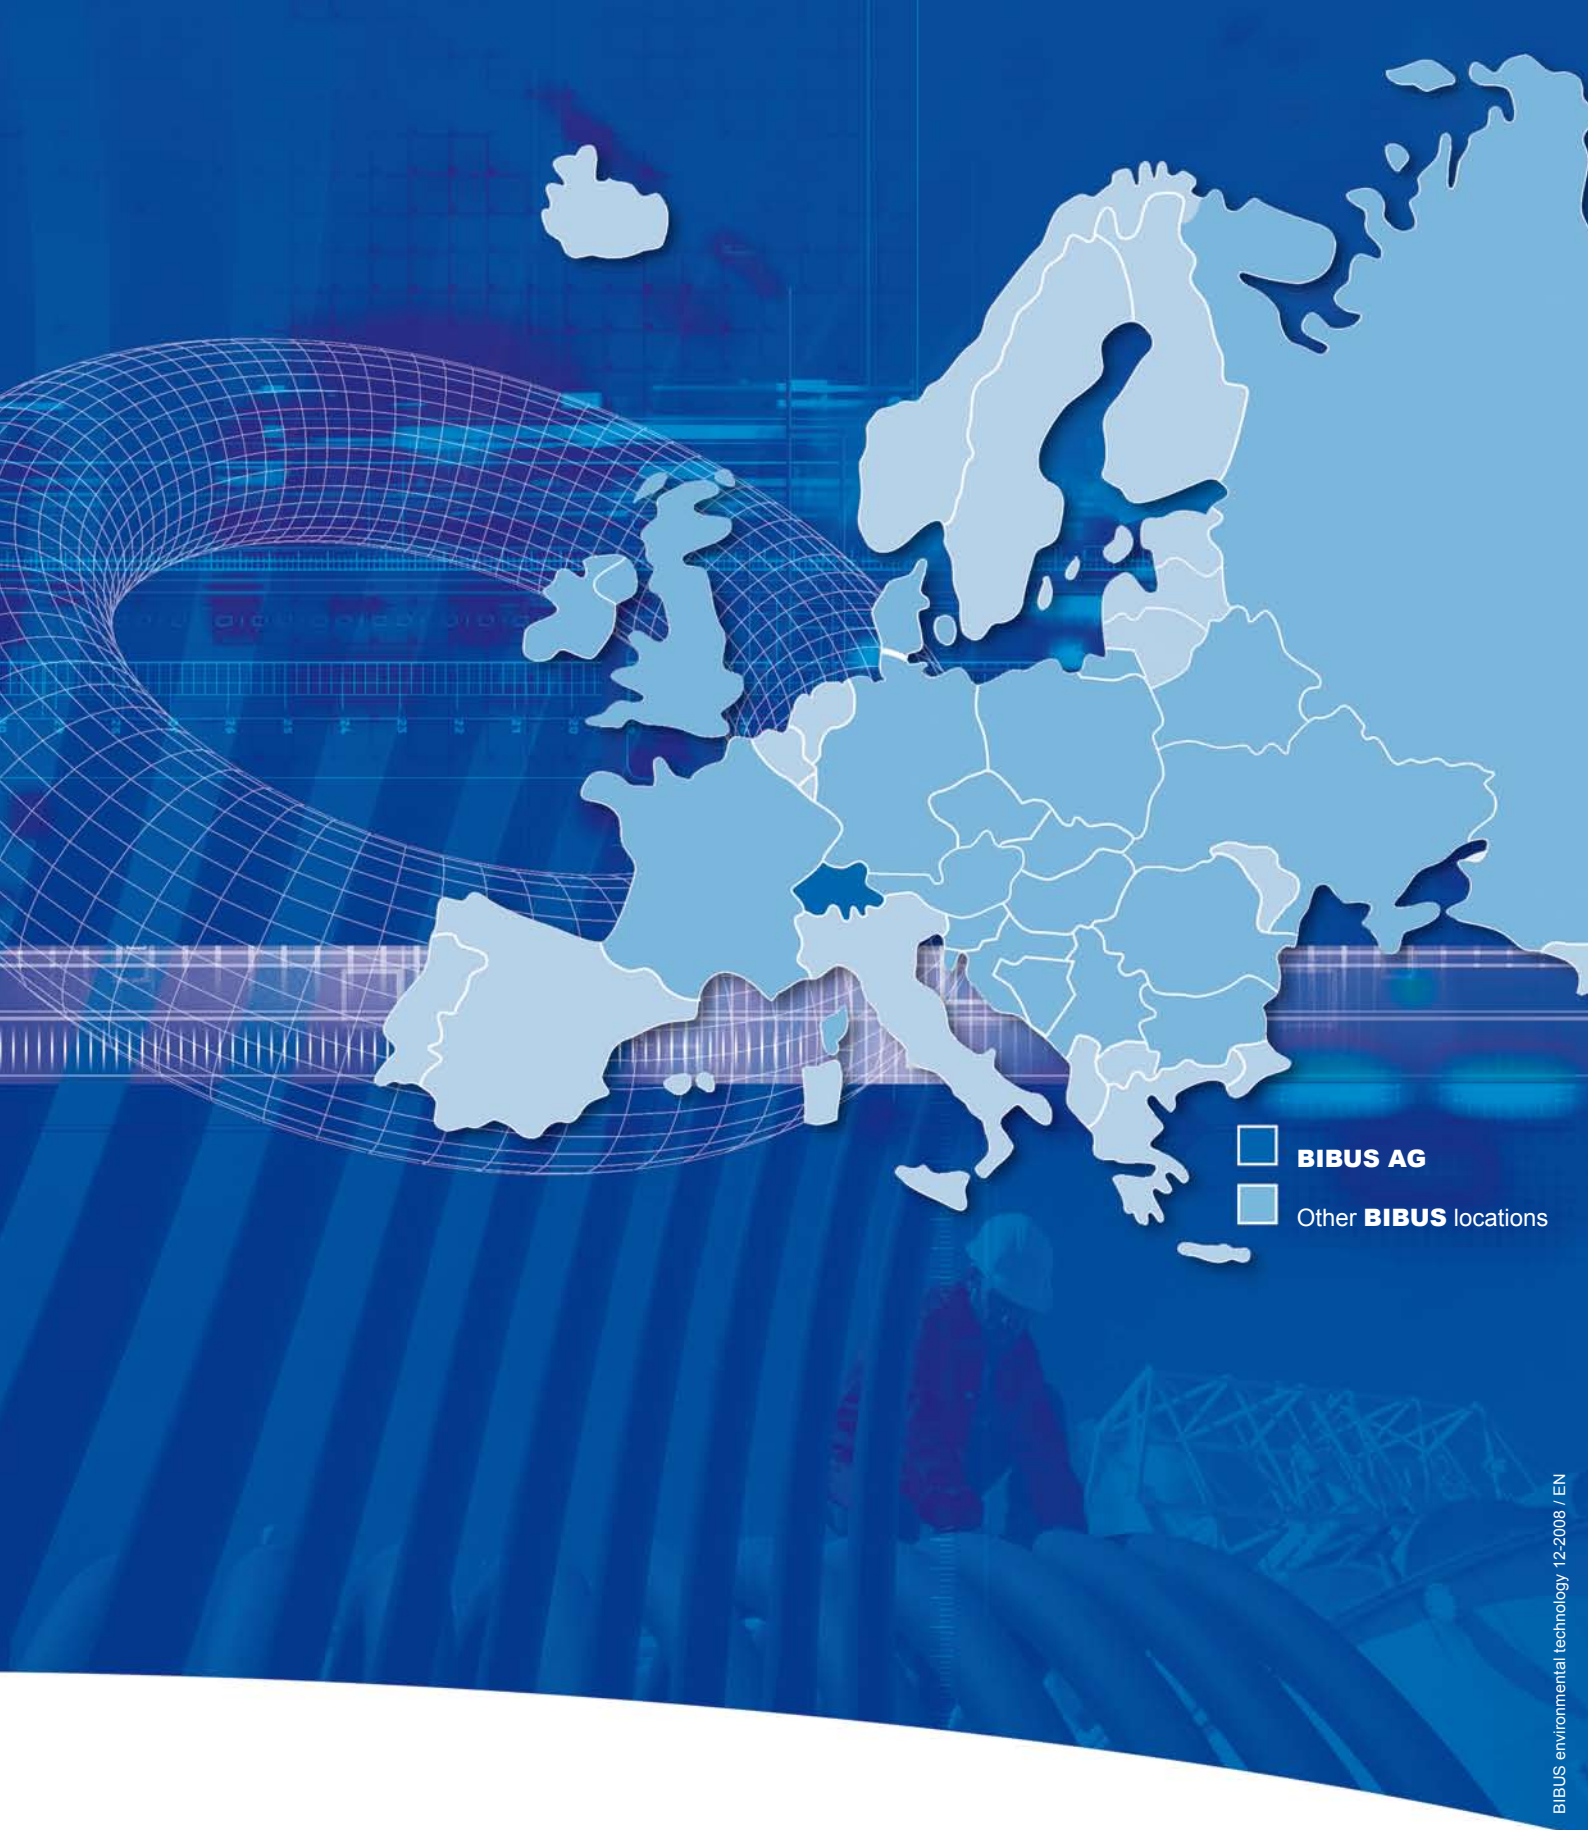 BIBUS AG
Other BIBUS locations
BIBUS environmental technology 12-2008 / EN